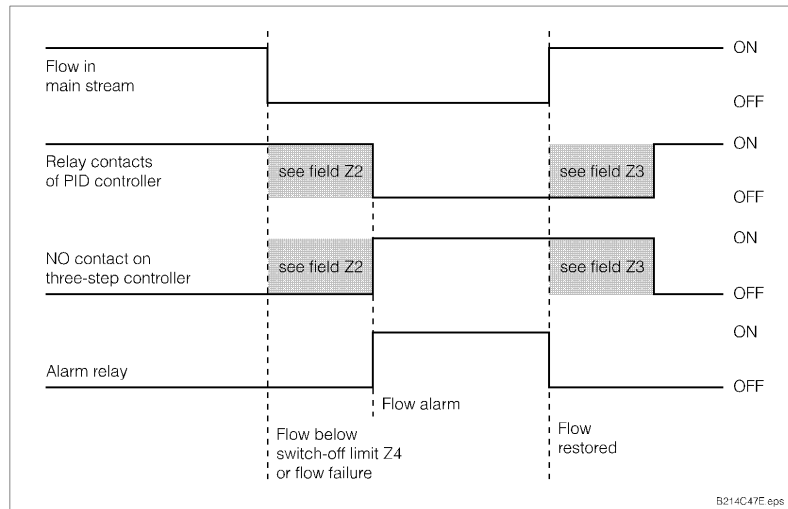 Flow in
main stream
ON
OFF
Relay contacts
of PID controller
see field Z2
see field Z3
ON
OFF
NO contact on
three-step controller
see field Z2
see field Z3
ON
OFF
Alarm relay
ON
OFF
Flow alarm
Flow below
switch-off limit Z4
or flow failure
Flow
restored
B214C47E.eps